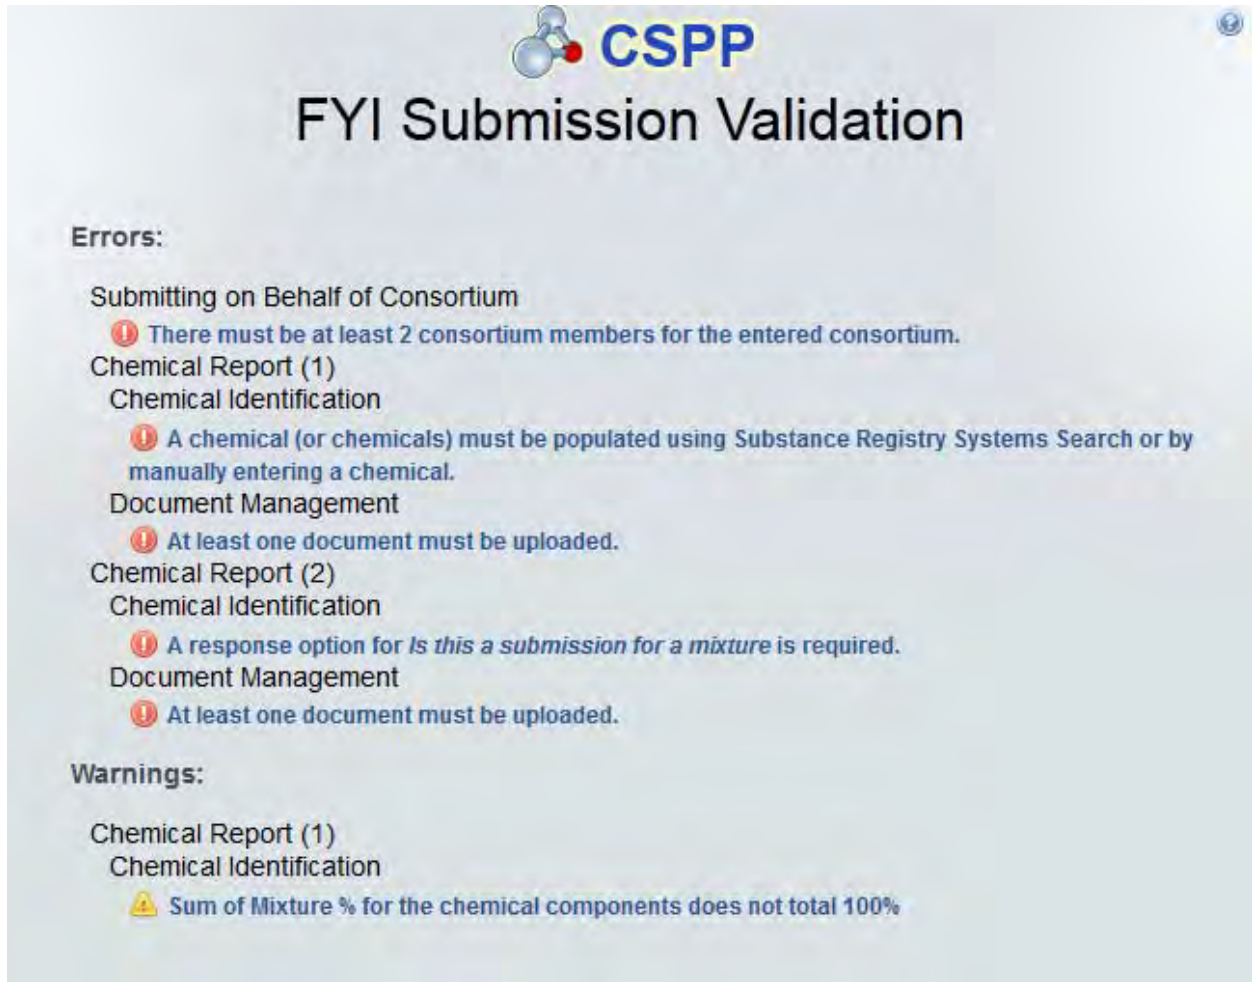 CSPP
FYI Submission Validation
Errors:
Submitting on Behalf of Consortium
There must be at least 2 consortium members for the entered consortium.
Chemical Report (1)
Chemical Identification
A chemical (or chemicals) must be populated using Substance Registry Systems Search or by
manually entering a chemical.
Document Management
At least one document must be uploaded.
Chemical Report (2)
Chemical Identification
A response option for Is this a submission for a mixture is required.
Document Management
At least one document must be uploaded.
Warnings:
Chemical Report (1)
Chemical Identification
Sum of Mixture % for the chemical components does not total 100%